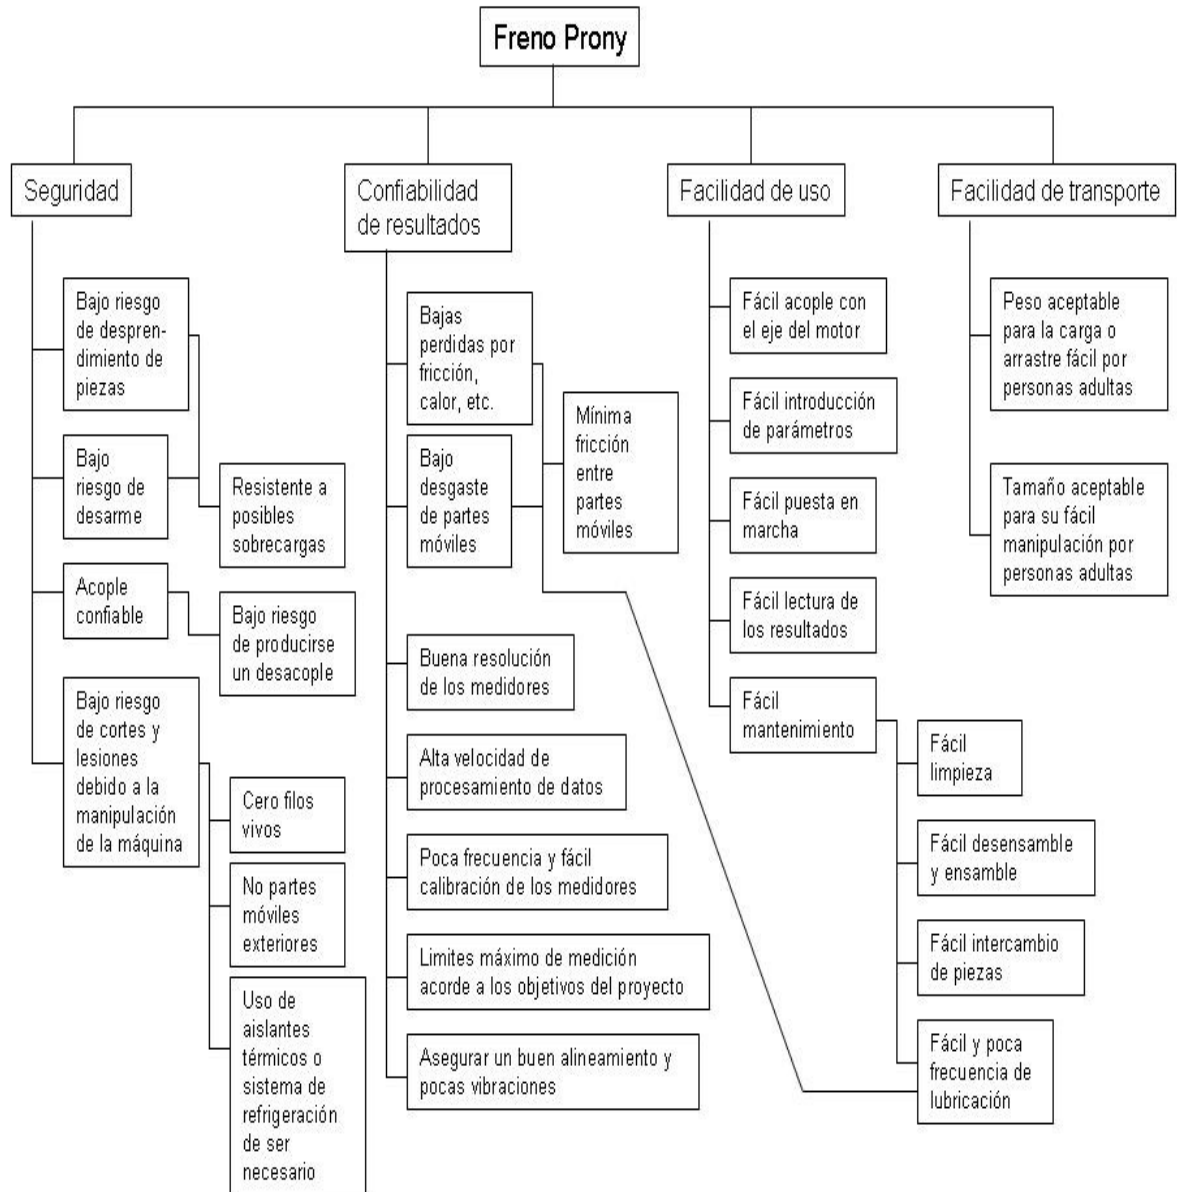 Freno Prony
Seguridad
Bajo riesgo
de despren-
dimiento de
piezas
Bajo
riesgo de
desarme
Resistente a
posibles
sobrecargas
Acople
confiable
Bajo riesgo
de producirse
un desacople
Bajo riesgo
de cortes y
lesiones
debido a la
manipulación
de la máquina
Cero filos
vivos
No partes
móviles
exteriores
Uso de
aislantes
térmicos o
sistema de
refrigeración
de ser
necesario
Confiabilidad
de resultados
Bajas
perdidas por
fricción,
calor, etc.
Bajo
desgaste
de partes
móviles
Mínima
fricción
entre
partes
móviles
Buena resolución
de los medidores
Alta velocidad de
procesamiento de datos
Poca frecuencia y fácil
calibración de los medidores
Limites máximo de medición
acorde a los objetivos del proyecto
Asegurar un buen alineamiento y
pocas vibraciones
Facilidad de uso
Fácil acople con
el eje del motor
Fácil introducción
de parámetros
Fácil puesta en
marcha
Fácil lectura de
los resultados
Fácil
mantenimiento
Fácil
limpieza
Fácil desensamble
y ensamble
Fácil intercambio
de piezas
Fácil y poca
frecuencia de
lubricación
Facilidad de transporte
Peso aceptable
para la carga o
arrastre fácil por
personas adultas
Tamaño aceptable
para su fácil
manipulación por
personas adultas